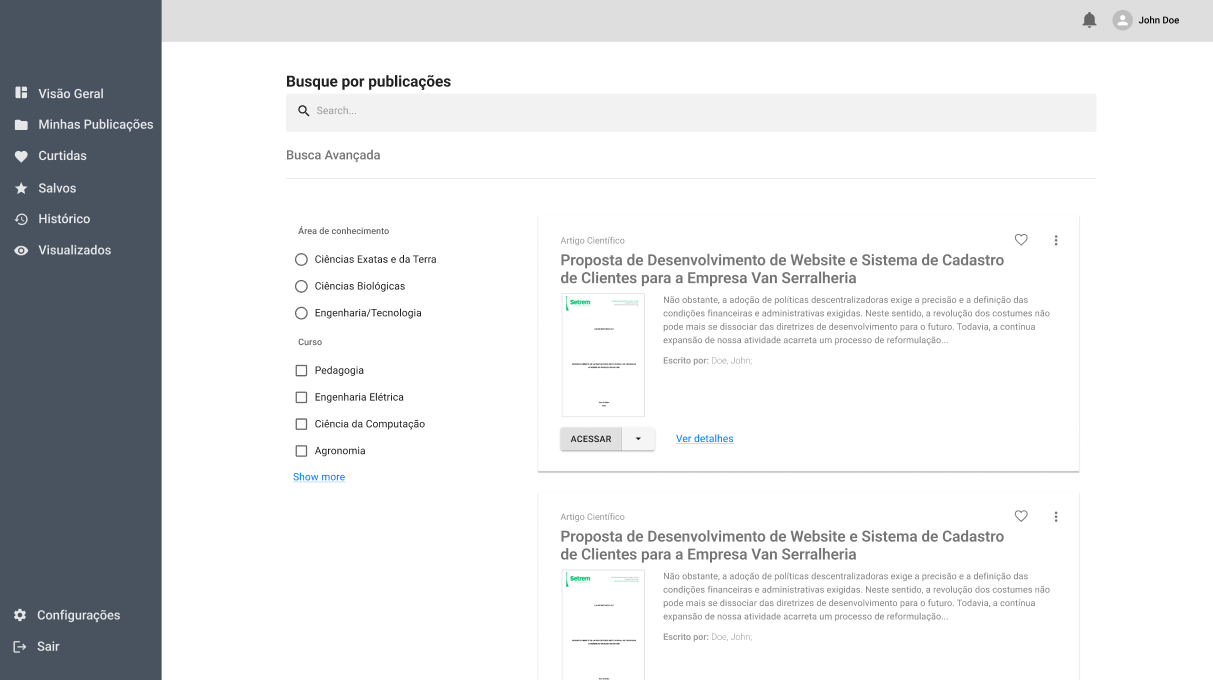 John Doe
Visão Geral
Minhas Publicações
Curtidas
Salvos
Histórico
Visualizados
Configurações
Sair
Busque por publicações
Search...
Busca Avançada
Área de conhecimento
Ciências Exatas e da Terra
Ciências Biológicas
Engenharia/Tecnologia
Curso
Pedagogia
Engenharia Elétrica
Ciência da Computação
Agronomia
Show more
Artigo Científico
Proposta de Desenvolvimento de Website e Sistema de Cadastro
de Clientes para a Empresa Van Serralheria
Setrem
Não obstante, a adoção de políticas descentralizadoras exige a precisão e a definição das
condições financeiras e administrativas exigidas. Neste sentido, a revolução dos costumes não
pode mais se dissociar das diretrizes de desenvolvimento para o futuro. Todavia, a continua
expansão de nossa atividade acarreta um processo de reformulação...
Escrito por: Doe, John;
ACESSAR
Ver detalhes
Artigo Científico
Proposta de Desenvolvimento de Website e Sistema de Cadastro
de Clientes para a Empresa Van Serralheria
Setrem
Não obstante, a adoção de políticas descentralizadoras exige a precisão e a definição das
condições financeiras e administrativas exigidas. Neste sentido, a revolução dos costumes não
pode mais se dissociar das diretrizes de desenvolvimento para o futuro. Todavia, a continua
expansão de nossa atividade acarreta um processo de reformulação...
Escrito por: Doe, John;